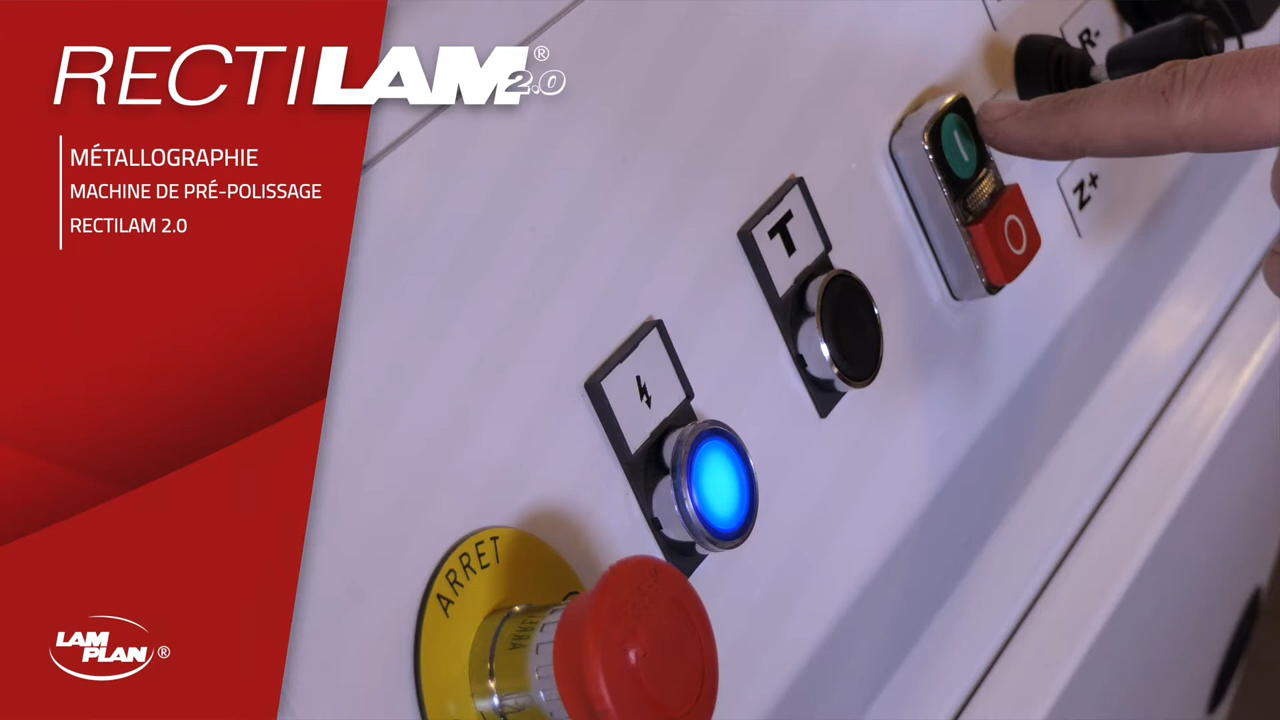 RECTILAM® 2.0
MÉTALLOGRAPHIE
MACHINE DE PRÉ-POLISSAGE
RECTILAM 2.0
R-
Z+
T
ARRET
LAM
PLAN®